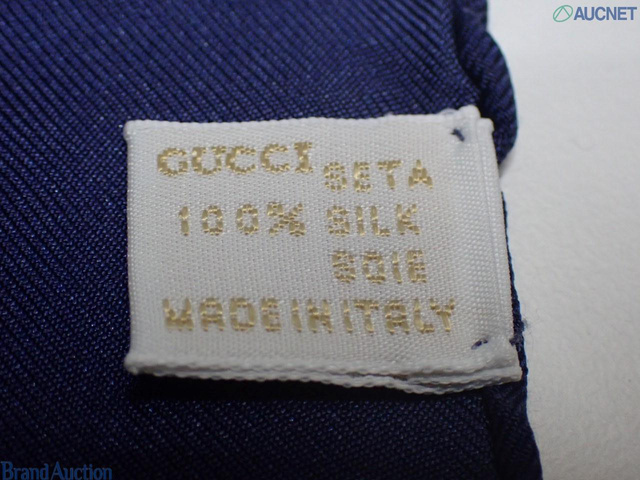 AUCNET
GUCCI SETA
100% SILK
SOIE
MADE IN ITALY
Brand Auction